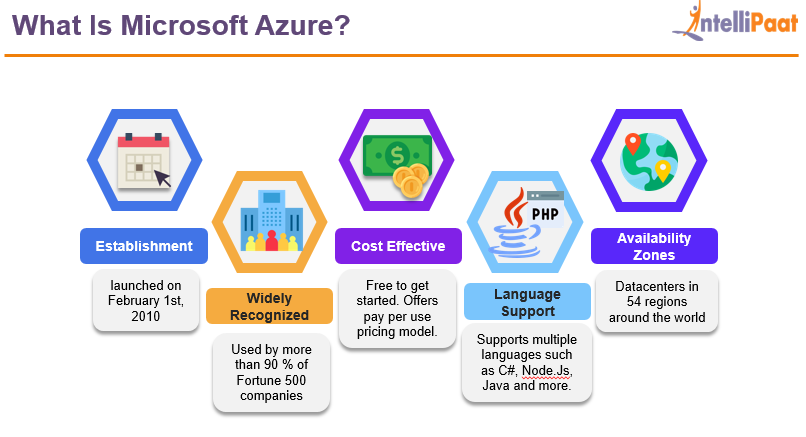 What Is Microsoft Azure?
IntelliPaat
Establishment
launched on
February 1st,
2010
Widely
Recognized
Used by more
than 90 % of
Fortune 500
companies
Cost Effective
Free to get
started. Offers
pay per use
pricing model.
PHP
Language
Support
Supports multiple
languages such
as C#, Node.Js,
Java and more.
Availability
Zones
Datacenters in
54 regions
around the world